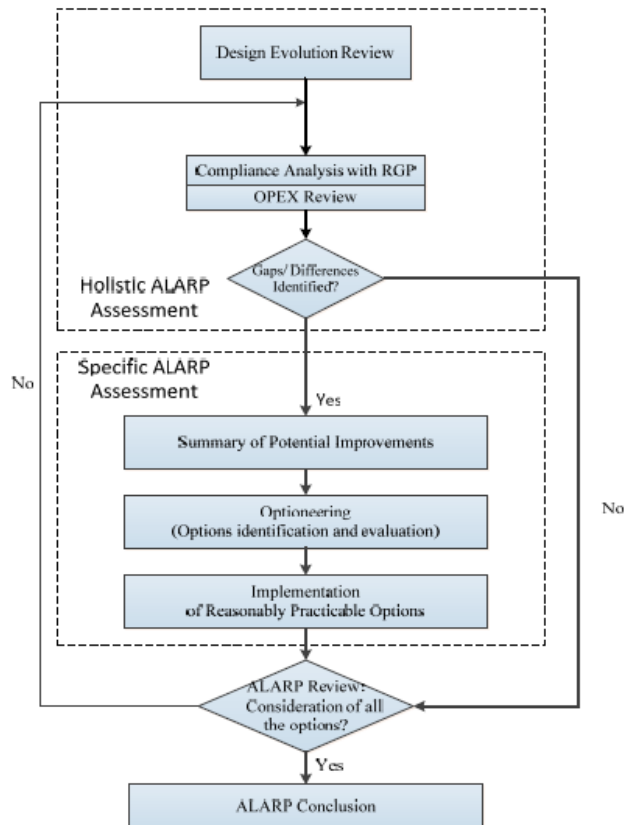 Design Evolution Review
Compliance Analysis with RGP
OPEX Review
Gaps/ Differences
Identified?
Holistic ALARP
Assessment
Specific ALARP
Assessment
No
Yes
Summary of Potential Improvements
Optioneering
(Options identification and evaluation)
No
Implementation
of Reasonably Practicable Options
ALARP Review:
Consideration of all
the options?
Yes
ALARP Conclusion